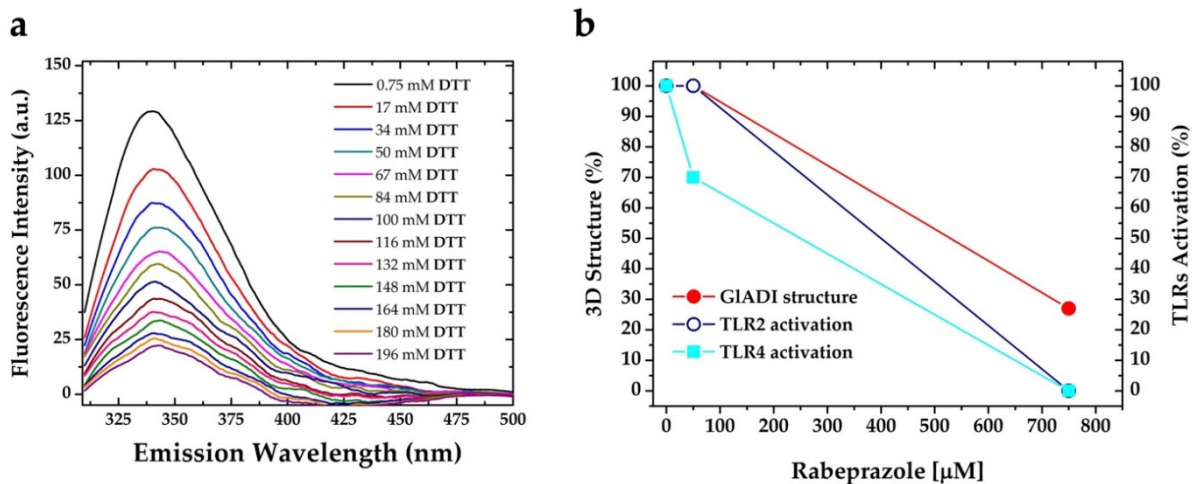 a
150
125
100
75
50
25
0
Fluorescence Intensity (a.u.)
325 350 375 400 425 450 475 500
Emission Wavelength (nm)
0.75 mM DTT
17 mM DTT
34 mM DTT
50 mM DTT
67 mM DTT
84 mM DTT
100 mM DTT
116 mM DTT
132 mM DTT
148 mM DTT
164 mM DTT
180 mM DTT
196 mM DTT
b
100
90
80
70
60
50
40
30
20
10
0
3D Structure (%)
GlADI structure
TLR2 activation
TLR4 activation
0 100 200 300 400 500 600 700 800
Rabeprazole [μM]
100
90
80
70
60
50
40
30
20
10
0
TLRs Activation (%)